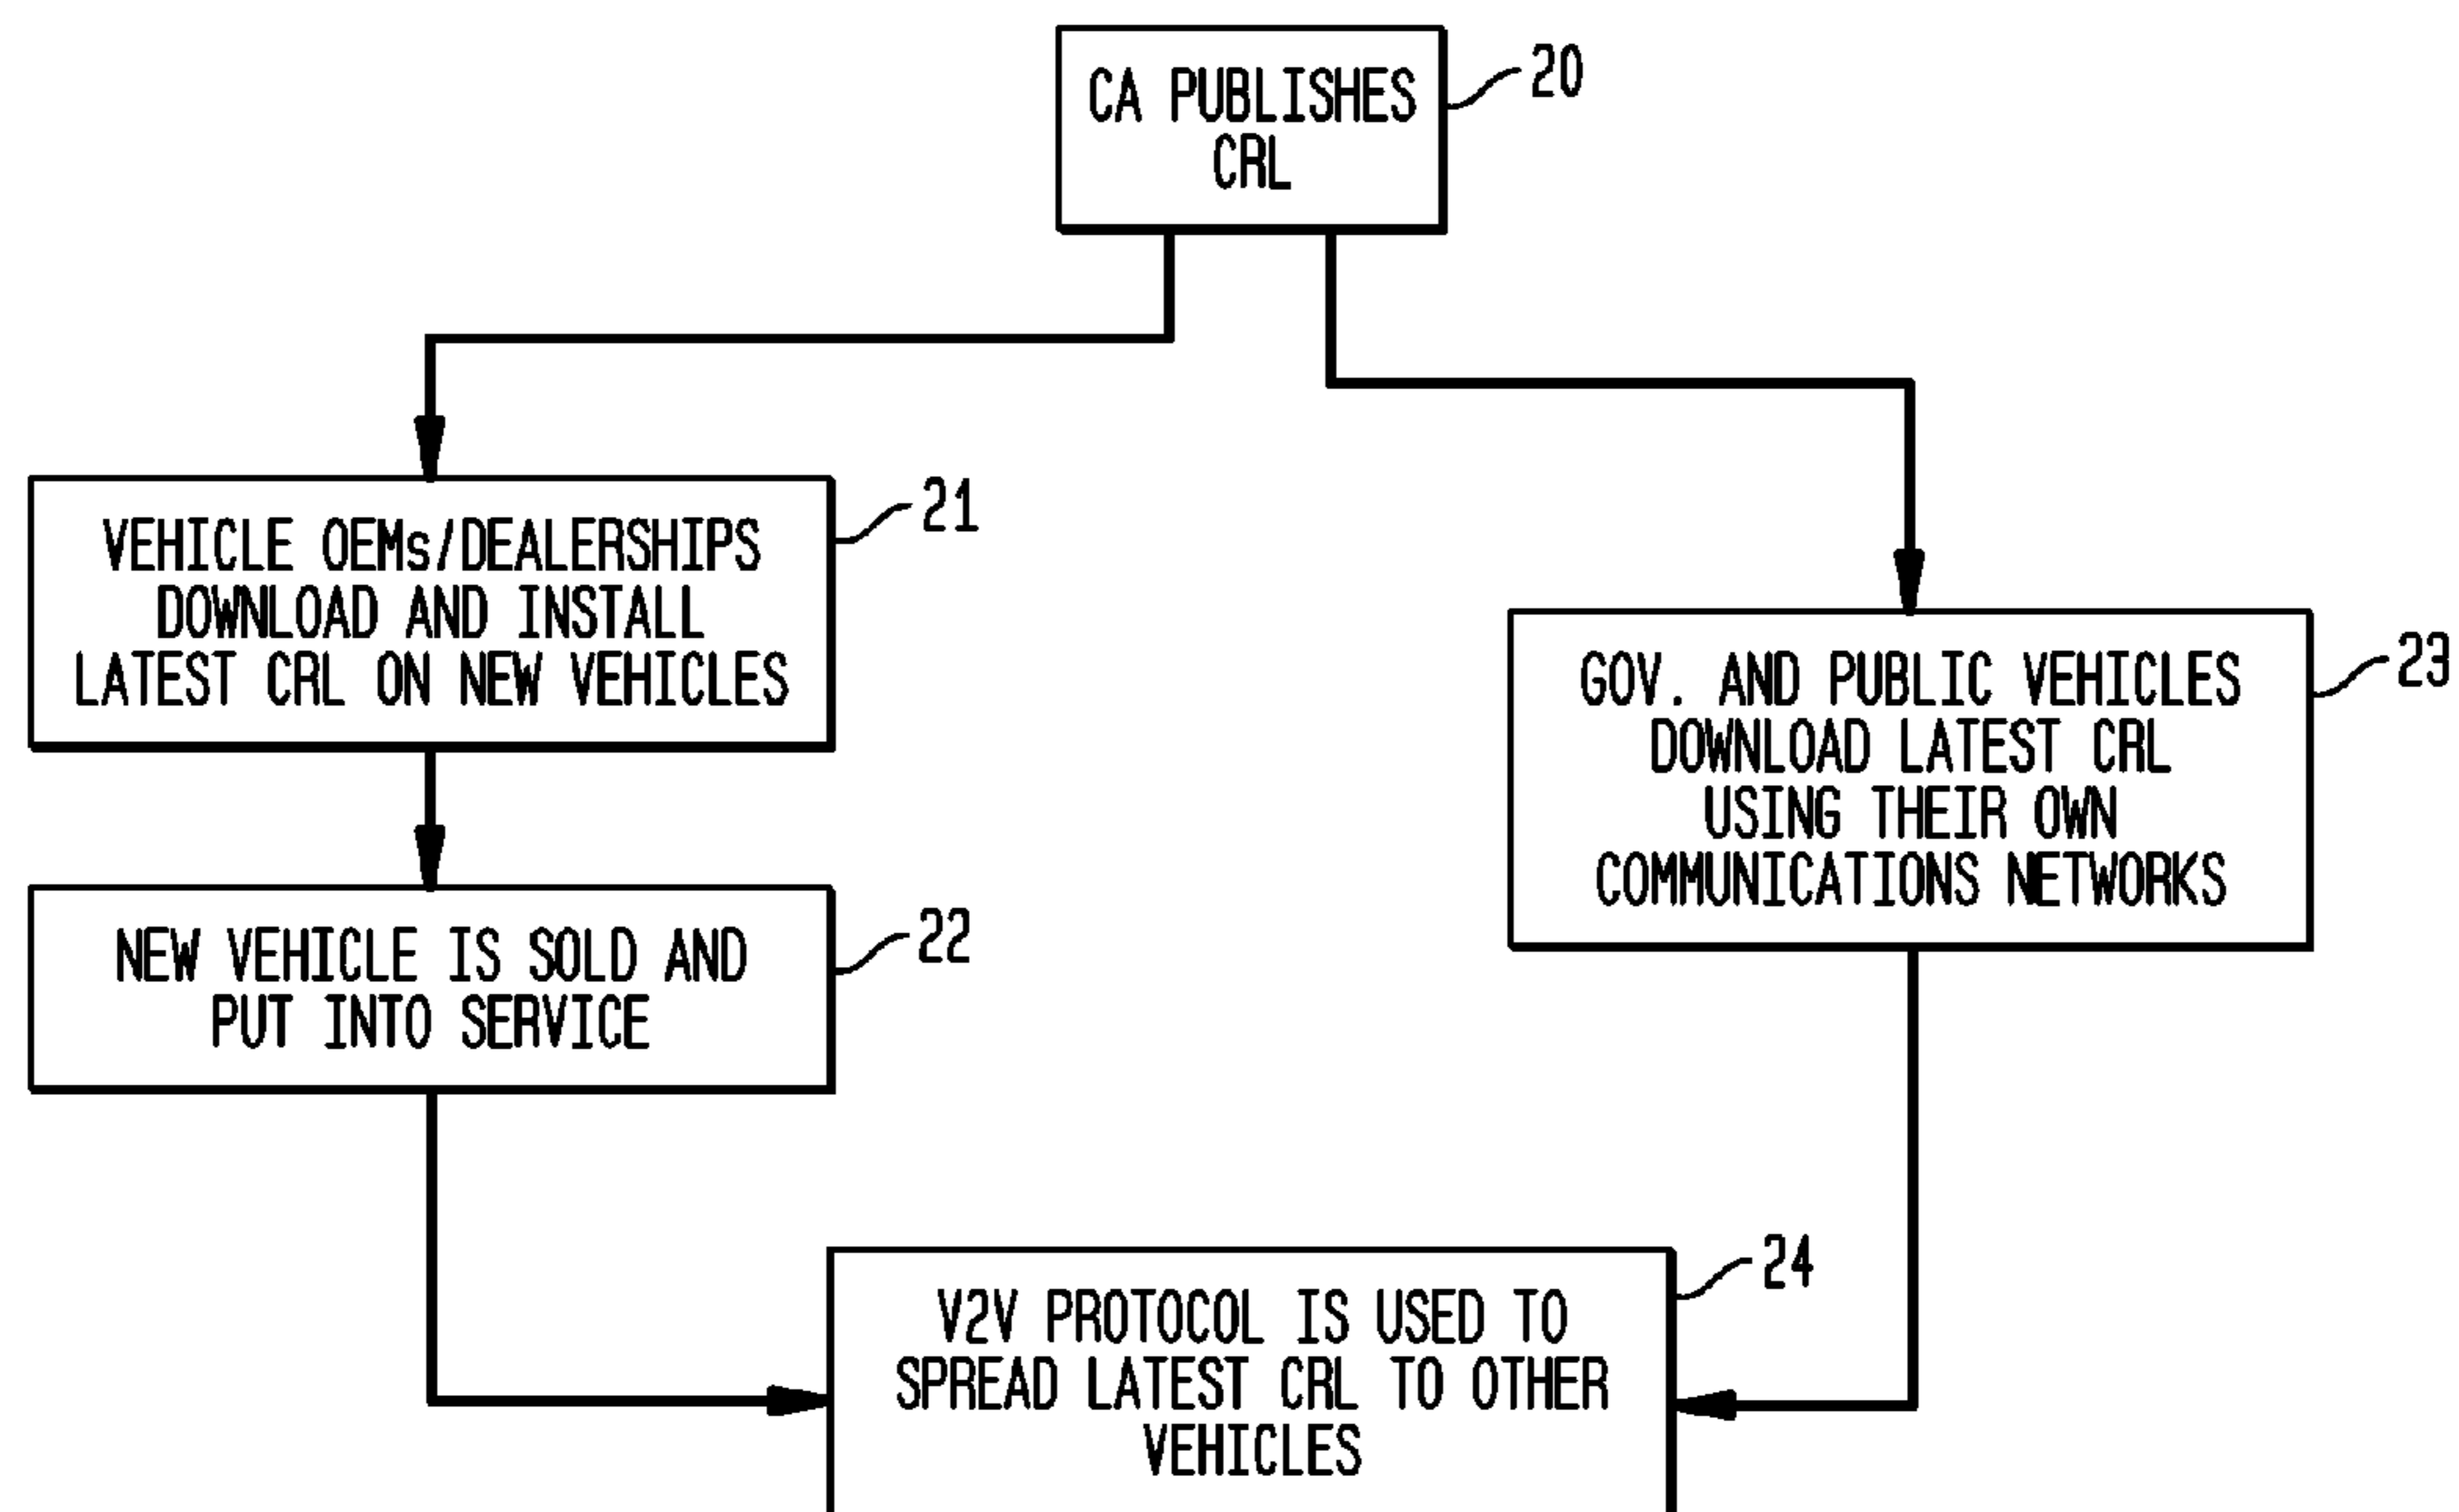 CA PUBLISHES
CRL
20
VEHICLE OEMs/DEALERSHIPS
DOWNLOAD AND INSTALL
LATEST CRL ON NEW VEHICLES
21
GOV. AND PUBLIC VEHICLES
DOWNLOAD LATEST CRL
USING THEIR OWN
COMMUNICATIONS NETWORKS
23
NEW VEHICLE IS SOLD AND
PUT INTO SERVICE
22
V2V PROTOCOL IS USED TO
SPREAD LATEST CRL TO OTHER
VEHICLES
24